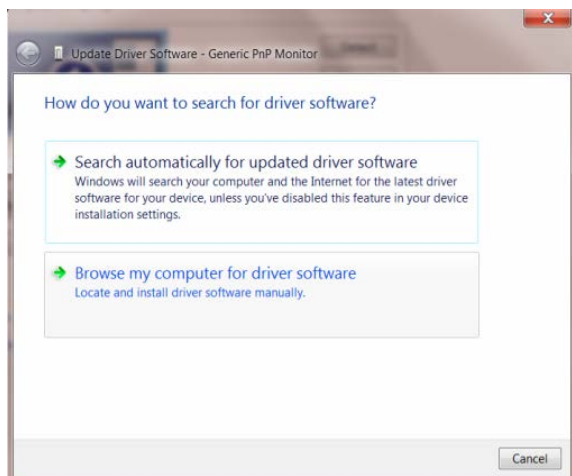 Update Driver Software - Generic PnP Monitor
How do you want to search for driver software?
Search automatically for updated driver software
Windows will search your computer and the Internet for the latest driver
software for your device, unless you've disabled this feature in your device
installation settings.
Browse my computer for driver software
Locate and install driver software manually.
Cancel